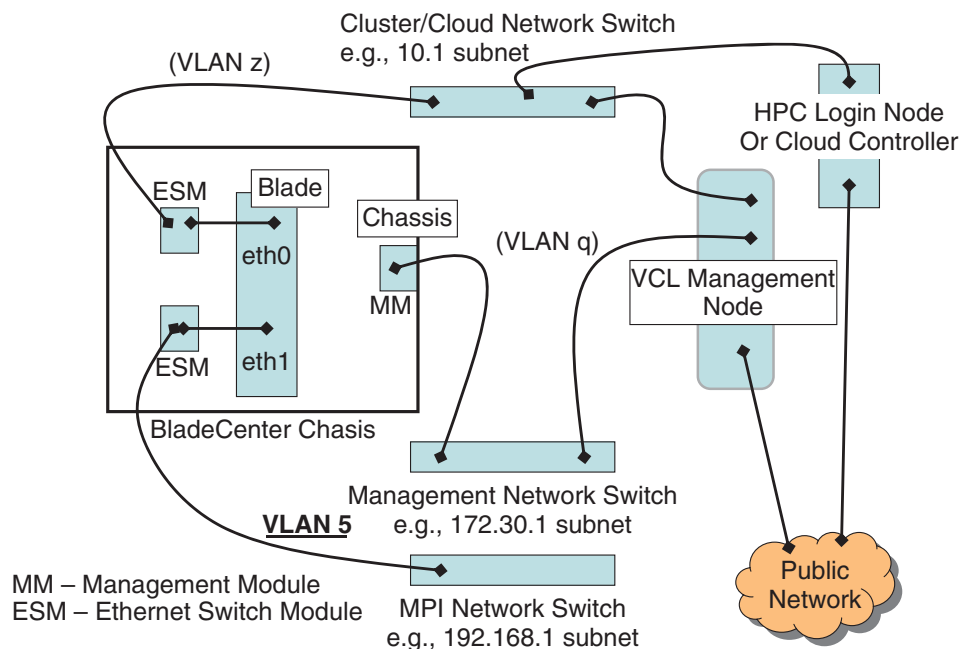 Cluster/Cloud Network Switch
e.g., 10.1 subnet
(VLAN z)
HPC Login Node
Or Cloud Controller
ESM
Blade
Chassis
eth0
(VLAN q)
MM
VCL Management
Node
ESM
eth1
BladeCenter Chasis
Management Network Switch
e.g., 172.30.1 subnet
VLAN 5
MM – Management Module
ESM – Ethernet Switch Module
MPI Network Switch
e.g., 192.168.1 subnet
Public
Network